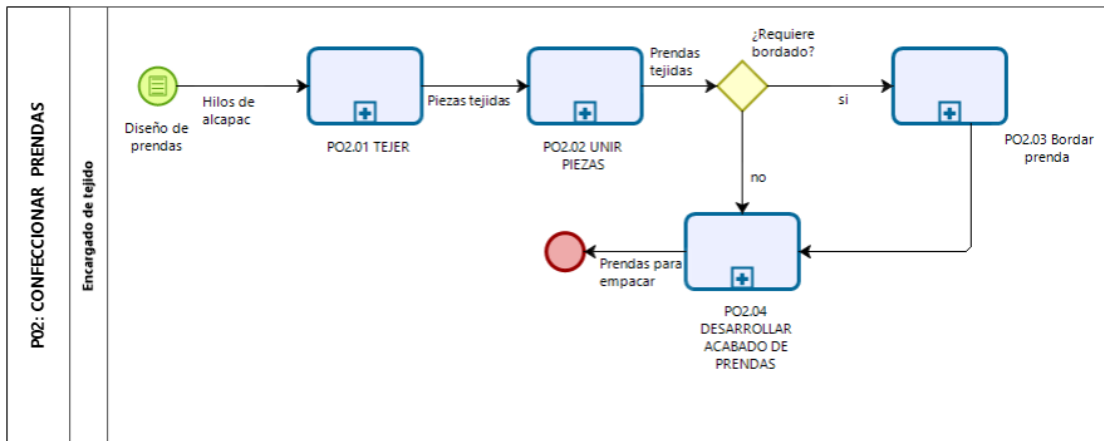 P02: CONFECCIONAR PRENDAS
Encargado de tejido
Diseño de
prendas
Hilos de
alcapac
PO2.01 TEJER
Piezas tejidas
PO2.02 UNIR
PIEZAS
Prendas
tejidas
¿Requiere
bordado?
si
PO2.03 Bordar
prenda
no
PO2.04
DESARROLLAR
ACABADO DE
PRENDAS
Prendas para
empacar